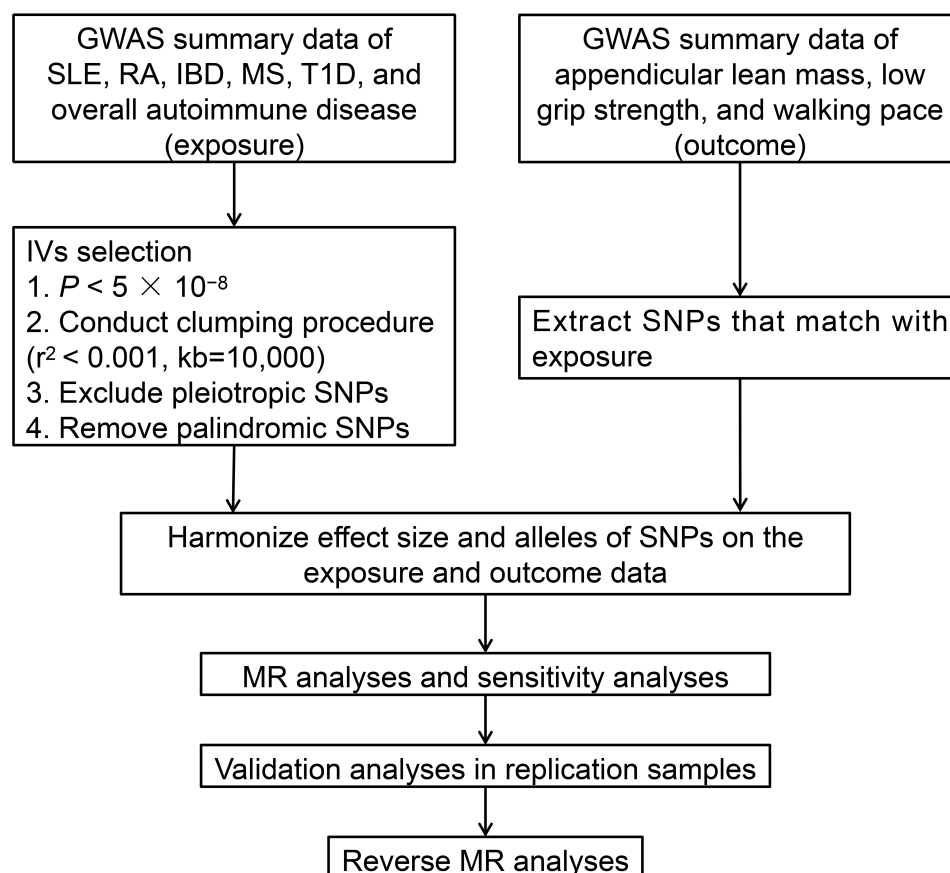 GWAS summary data of
SLE, RA, IBD, MS, T1D, and
overall autoimmune disease
(exposure)
GWAS summary data of
appendicular lean mass, low
grip strength, and walking pace
(outcome)
IVs selection
1. P < 5 × 10⁻⁸
2. Conduct clumping procedure
(r² < 0.001, kb=10,000)
3. Exclude pleiotropic SNPs
4. Remove palindromic SNPs
Extract SNPs that match with
exposure
Harmonize effect size and alleles of SNPs on the
exposure and outcome data
MR analyses and sensitivity analyses
Validation analyses in replication samples
Reverse MR analyses